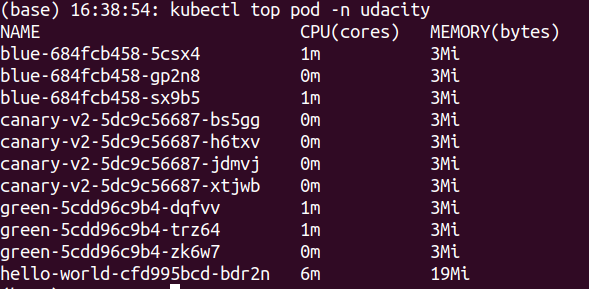 (base) 16:38:54: kubectl top pod -n udacity
NAME CPU(cores) MEMORY(bytes)
blue-684fcb458-5csx4 1m 3Mi
blue-684fcb458-gp2n8 0m 3Mi
blue-684fcb458-sx9b5 1m 3Mi
canary-v2-5dc9c56687-bs5gg 0m 3Mi
canary-v2-5dc9c56687-h6txv 0m 3Mi
canary-v2-5dc9c56687-jdmvj 0m 3Mi
canary-v2-5dc9c56687-xtjwb 0m 3Mi
green-5cdd96c9b4-dqfvv 1m 3Mi
green-5cdd96c9b4-trz64 1m 3Mi
green-5cdd96c9b4-zk6w7 0m 3Mi
hello-world-cfd995bcd-bdr2n 6m 19Mi